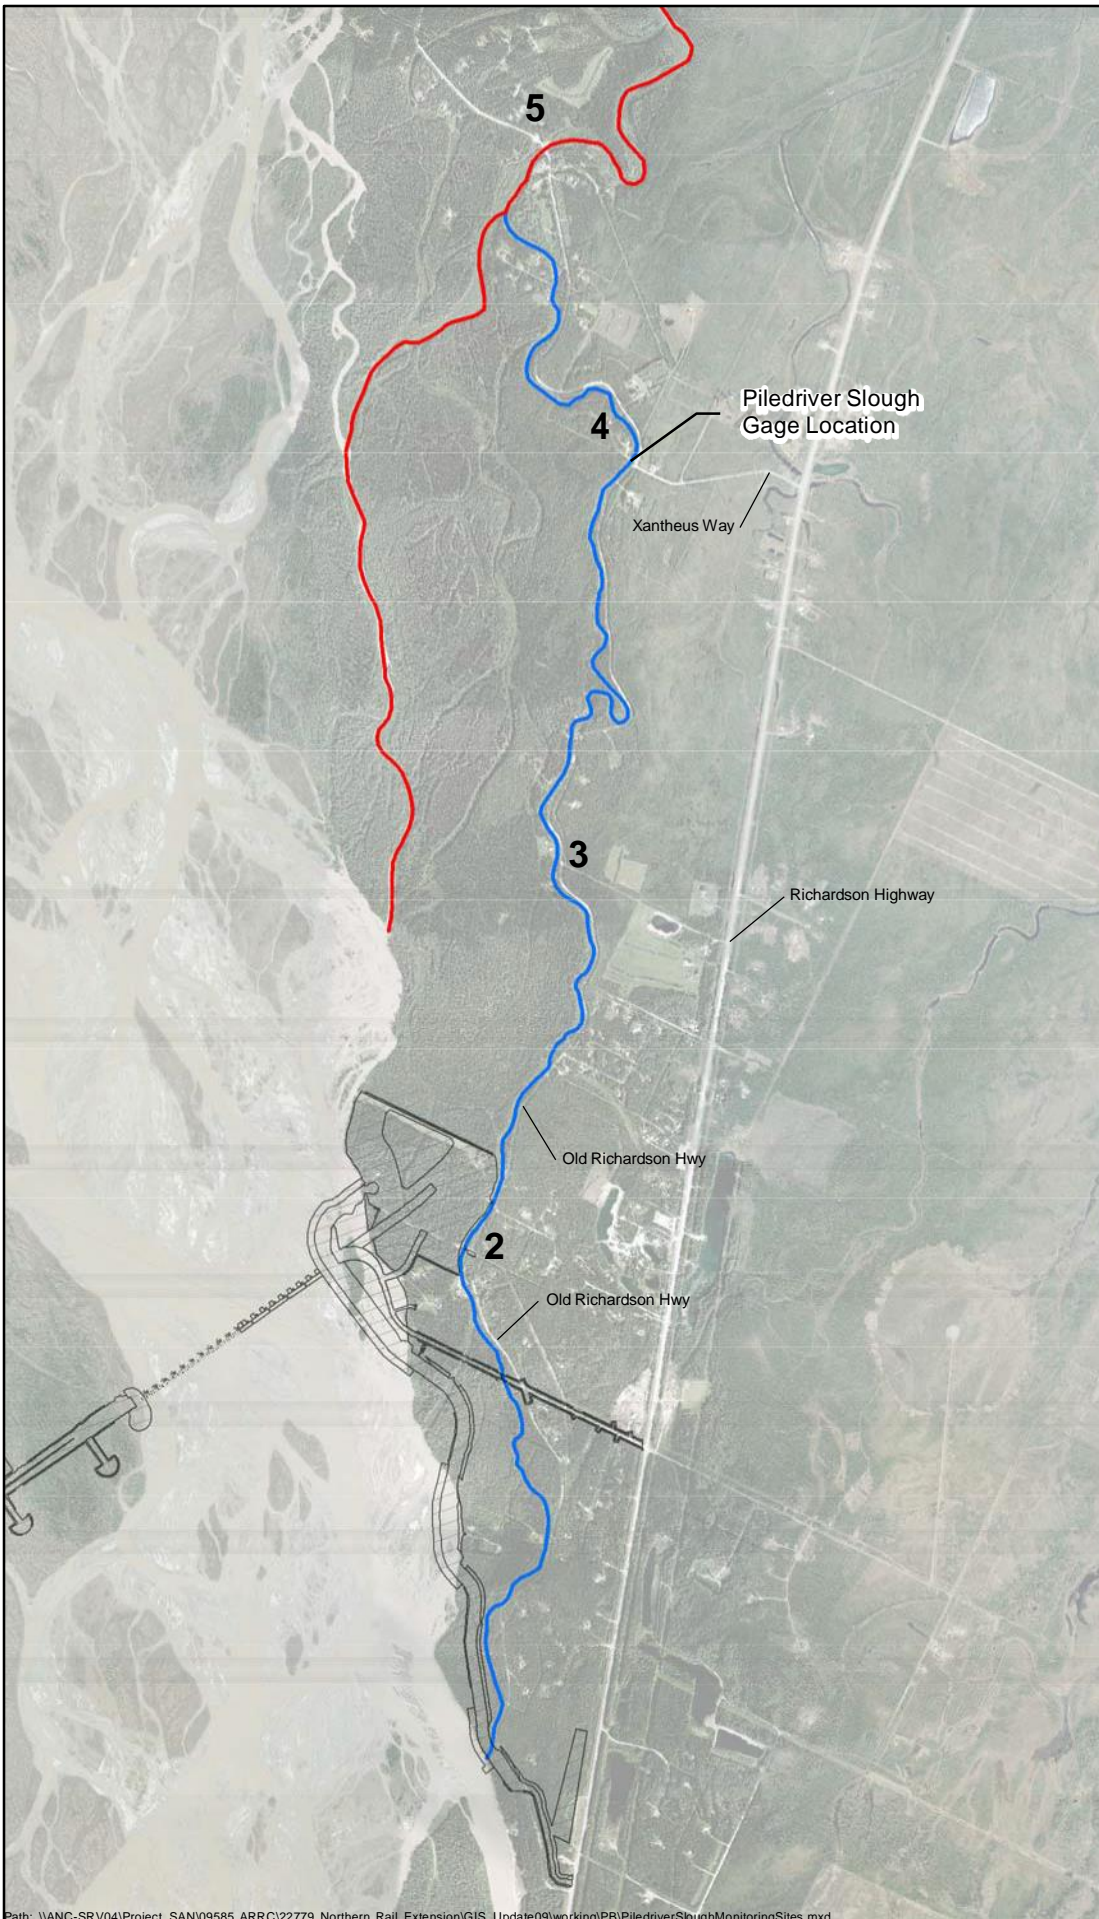 5
4
Piledriver Slough
Gage Location
Xantheus Way
3
Richardson Highway
Old Richardson Hwy
2
Old Richardson Hwy
Path: \\ANC-SRV04\Project_SAN\09585_ARRC\22779_Northern_Rail_Extension\GIS_Update09\working\PB\PiledriverSloughMonitoringSites.mxd